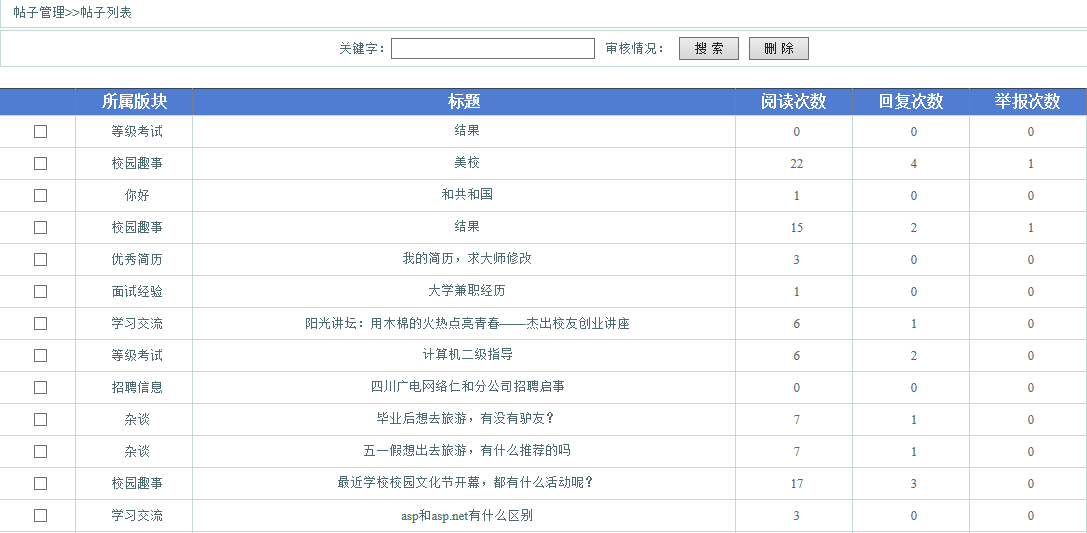 帖子管理>>帖子列表
关键字： 审核情况： 搜 索 删 除
所属版块 标题 阅读次数 回复次数 举报次数
等级考试 结果 0 0 0
校园趣事 美校 22 4 1
你好 和共和国 1 0 0
校园趣事 结果 15 2 1
优秀简历 我的简历，求大师修改 3 0 0
面试经验 大学兼职经历 1 0 0
学习交流 阳光讲坛：用木棉的火热点亮青春——杰出校友创业讲座 6 1 0
等级考试 计算机二级指导 6 2 0
招聘信息 四川广电网络仁和分公司招聘启事 0 0 0
杂谈 毕业后想去旅游，有没有驴友？ 7 1 0
杂谈 五一假想出去旅游，有什么推荐的吗 7 1 0
校园趣事 最近学校校园文化节开幕，都有什么活动呢？ 17 3 0
学习交流 asp和asp.net有什么区别 3 0 0